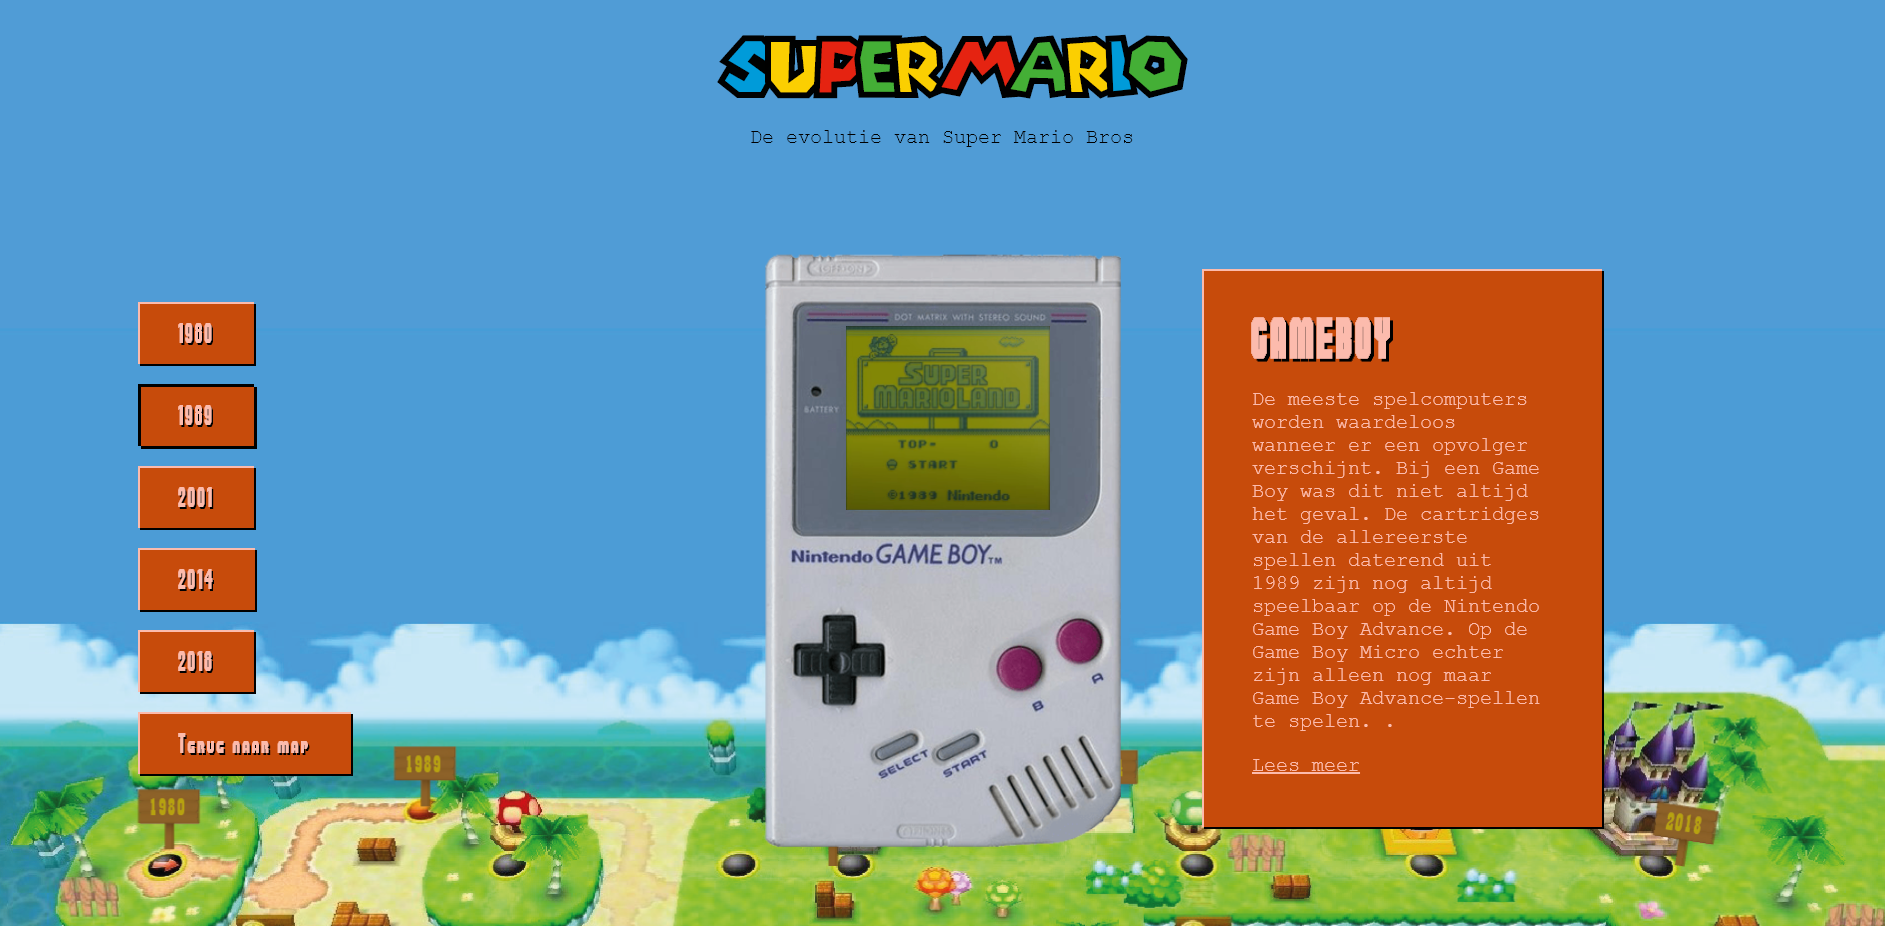 SUPER MARIO
De evolutie van Super Mario Bros
1980
1989
2001
2014
2018
Terug naar map
DOT MATRIX WITH STEREO SOUND
BATTERY
SUPER
MARIOLAND
TOP- 0
START
©1989 Nintendo
Nintendo GAME BOY TM
B A
SELECT START
GAMEBOY
De meeste spelcomputers
worden waardeloos
wanneer er een opvolger
verschijnt. Bij een Game
Boy was dit niet altijd
het geval. De cartridges
van de allereerste
spellen daterend uit
1989 zijn nog altijd
speelbaar op de Nintendo
Game Boy Advance. Op de
Game Boy Micro echter
zijn alleen nog maar
Game Boy Advance-spellen
te spelen. .
Lees meer
1980
1989
2018